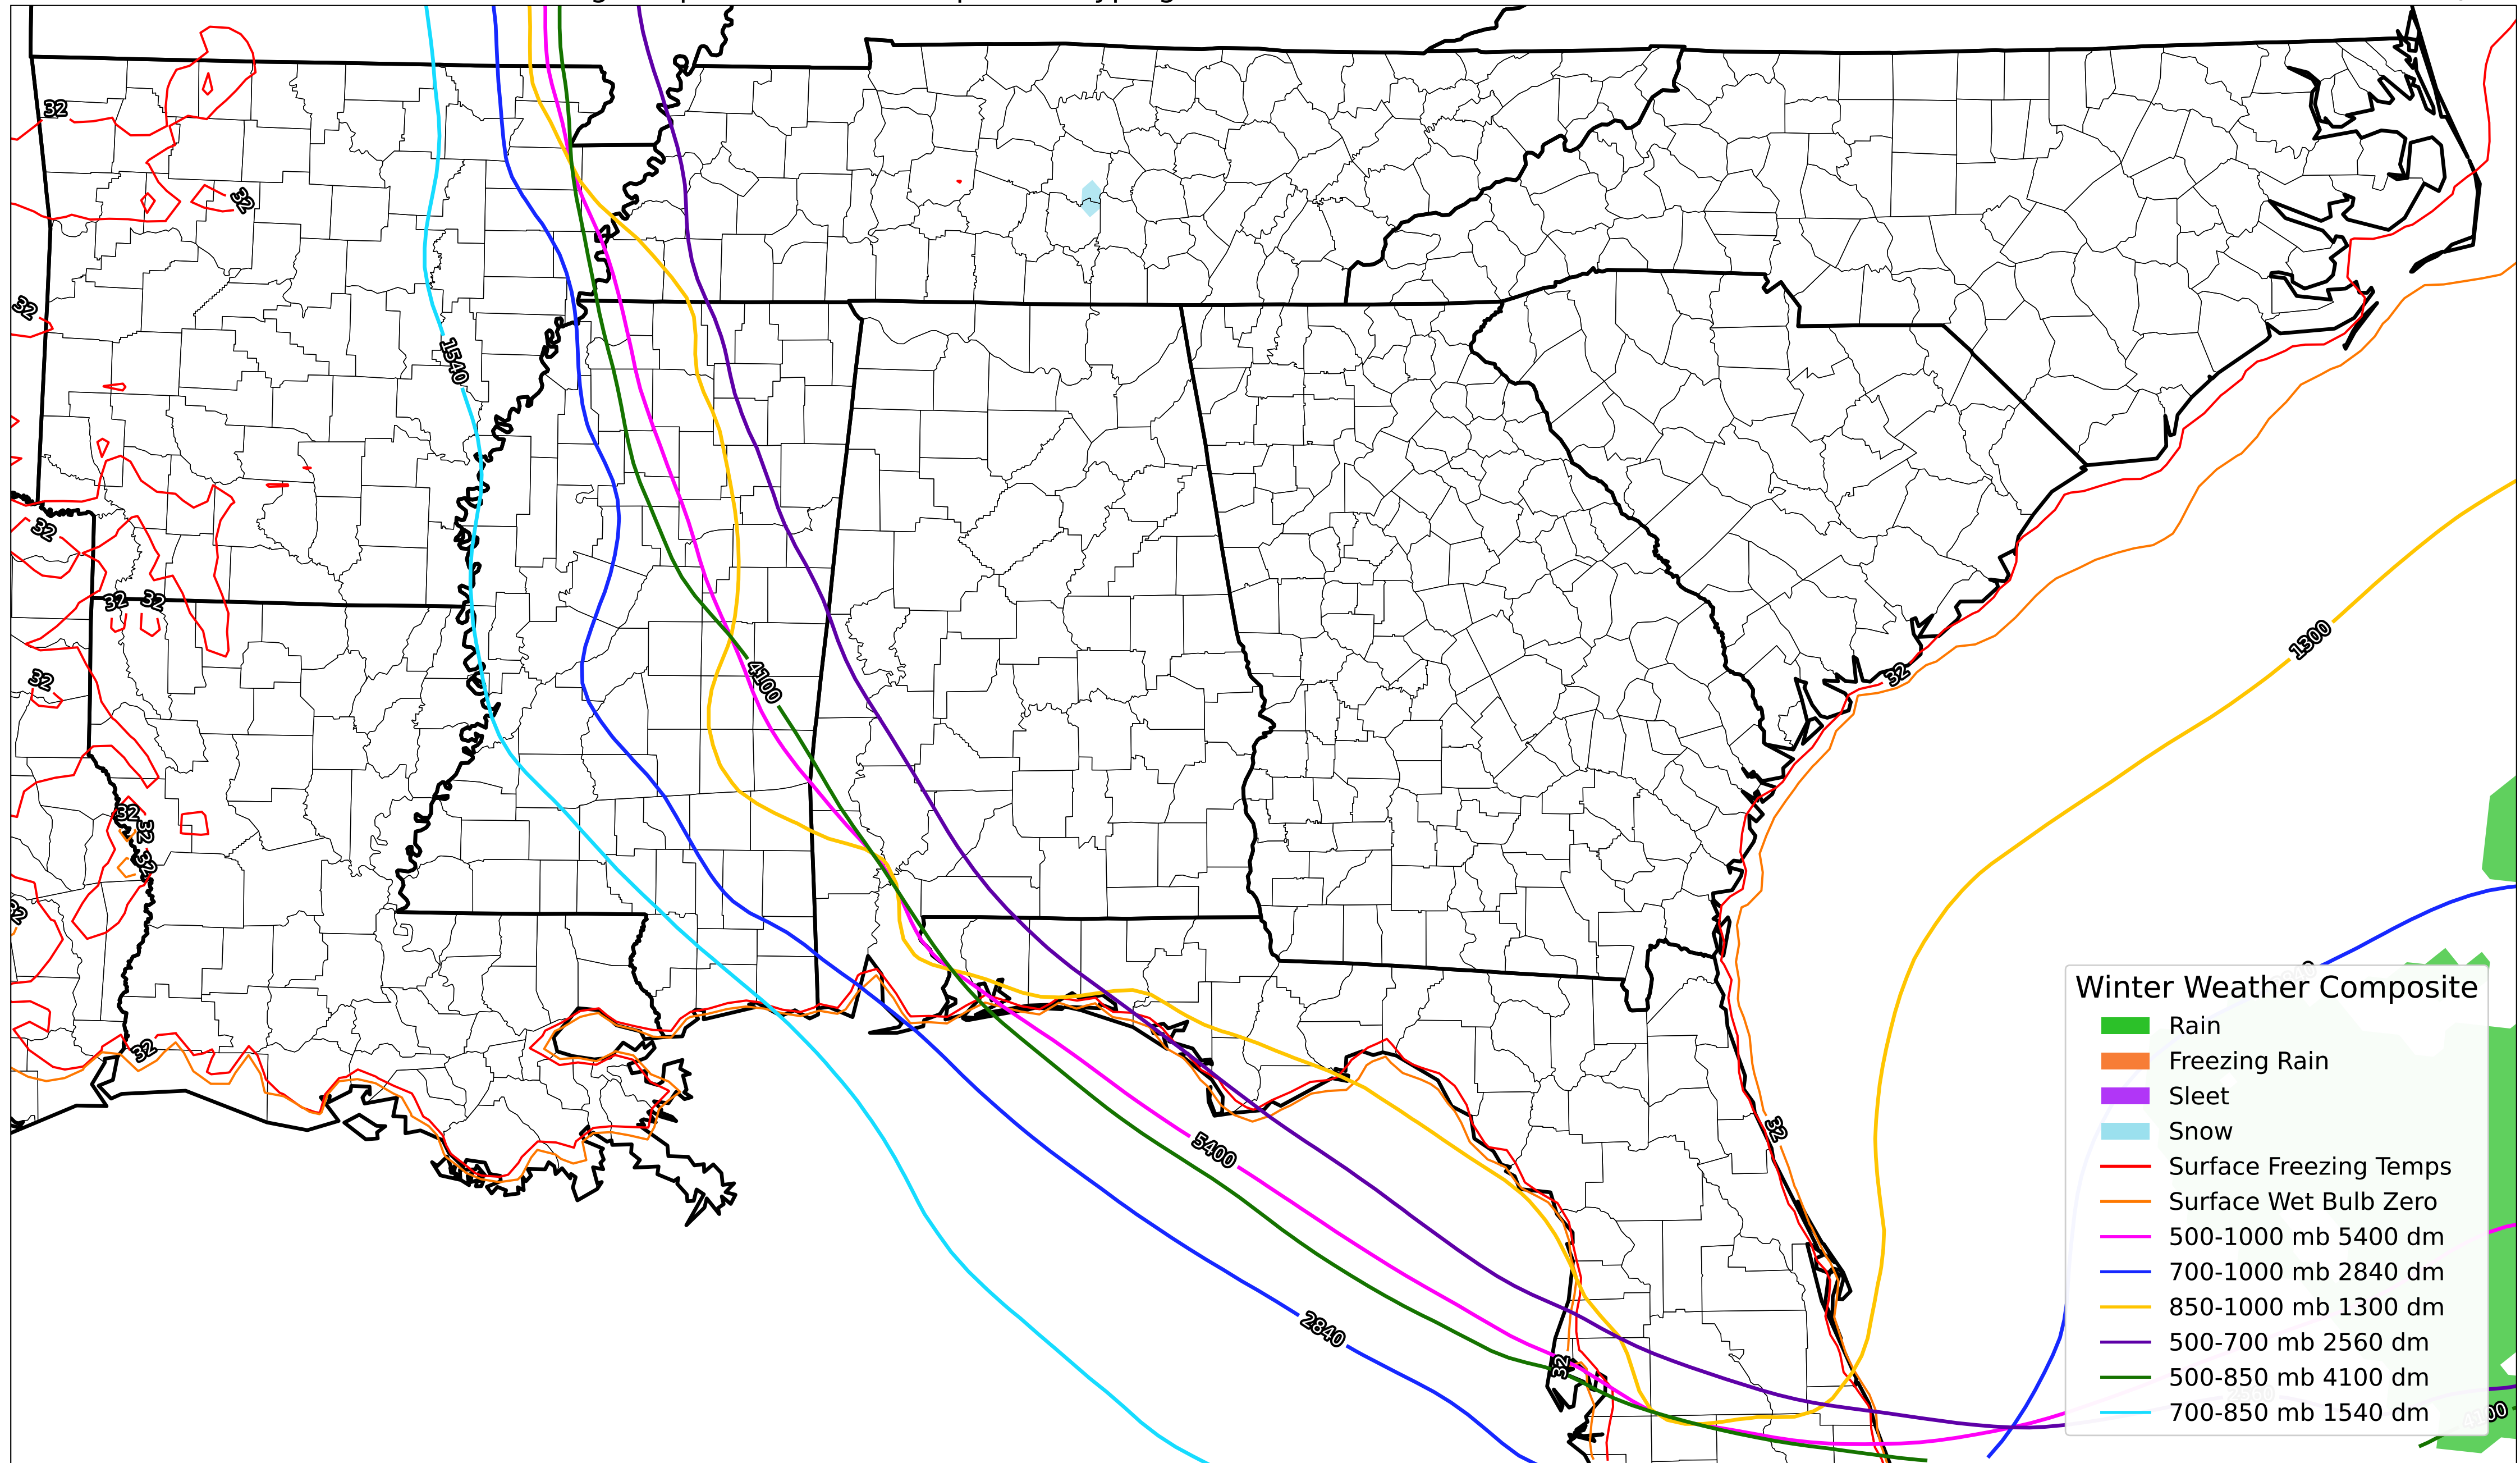 32
32
32
1540
32
32
32
1300
32
4100
32
32
32
32
32
32
32
5400
2840
32
Winter Weather Composite
Rain
Freezing Rain
Sleet
Snow
Surface Freezing Temps
Surface Wet Bulb Zero
500-1000 mb 5400 dm
700-1000 mb 2840 dm
850-1000 mb 1300 dm
500-700 mb 2560 dm
500-850 mb 4100 dm
700-850 mb 1540 dm
4100